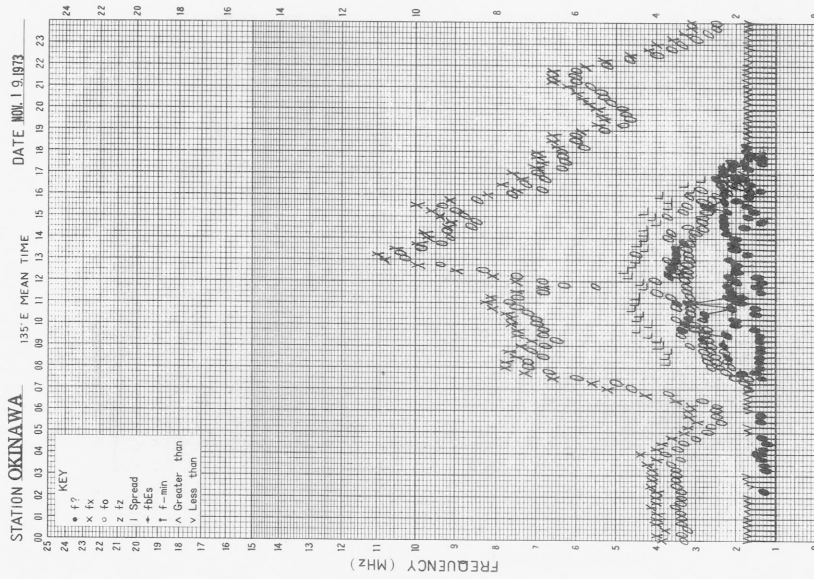 STATION OKINAWA
135°E MEAN TIME
DATE NOV. 19.1973
00 01 02 03 04 05 06 07 08 09 10 11 12 13 14 15 16 17 18 19 20 21 22 23
KEY
● f?
x fx
o fo
z fz
| Spread
+ fbEs
↑ f-min
^ Greater than
v Less than
FREQUENCY (MHz)
25
24
23
22
21
20
19
18
17
16
15
14
13
12
11
10
9
8
7
6
5
4
3
2
1
0
24
22
20
18
16
14
12
10
8
6
4
2
0